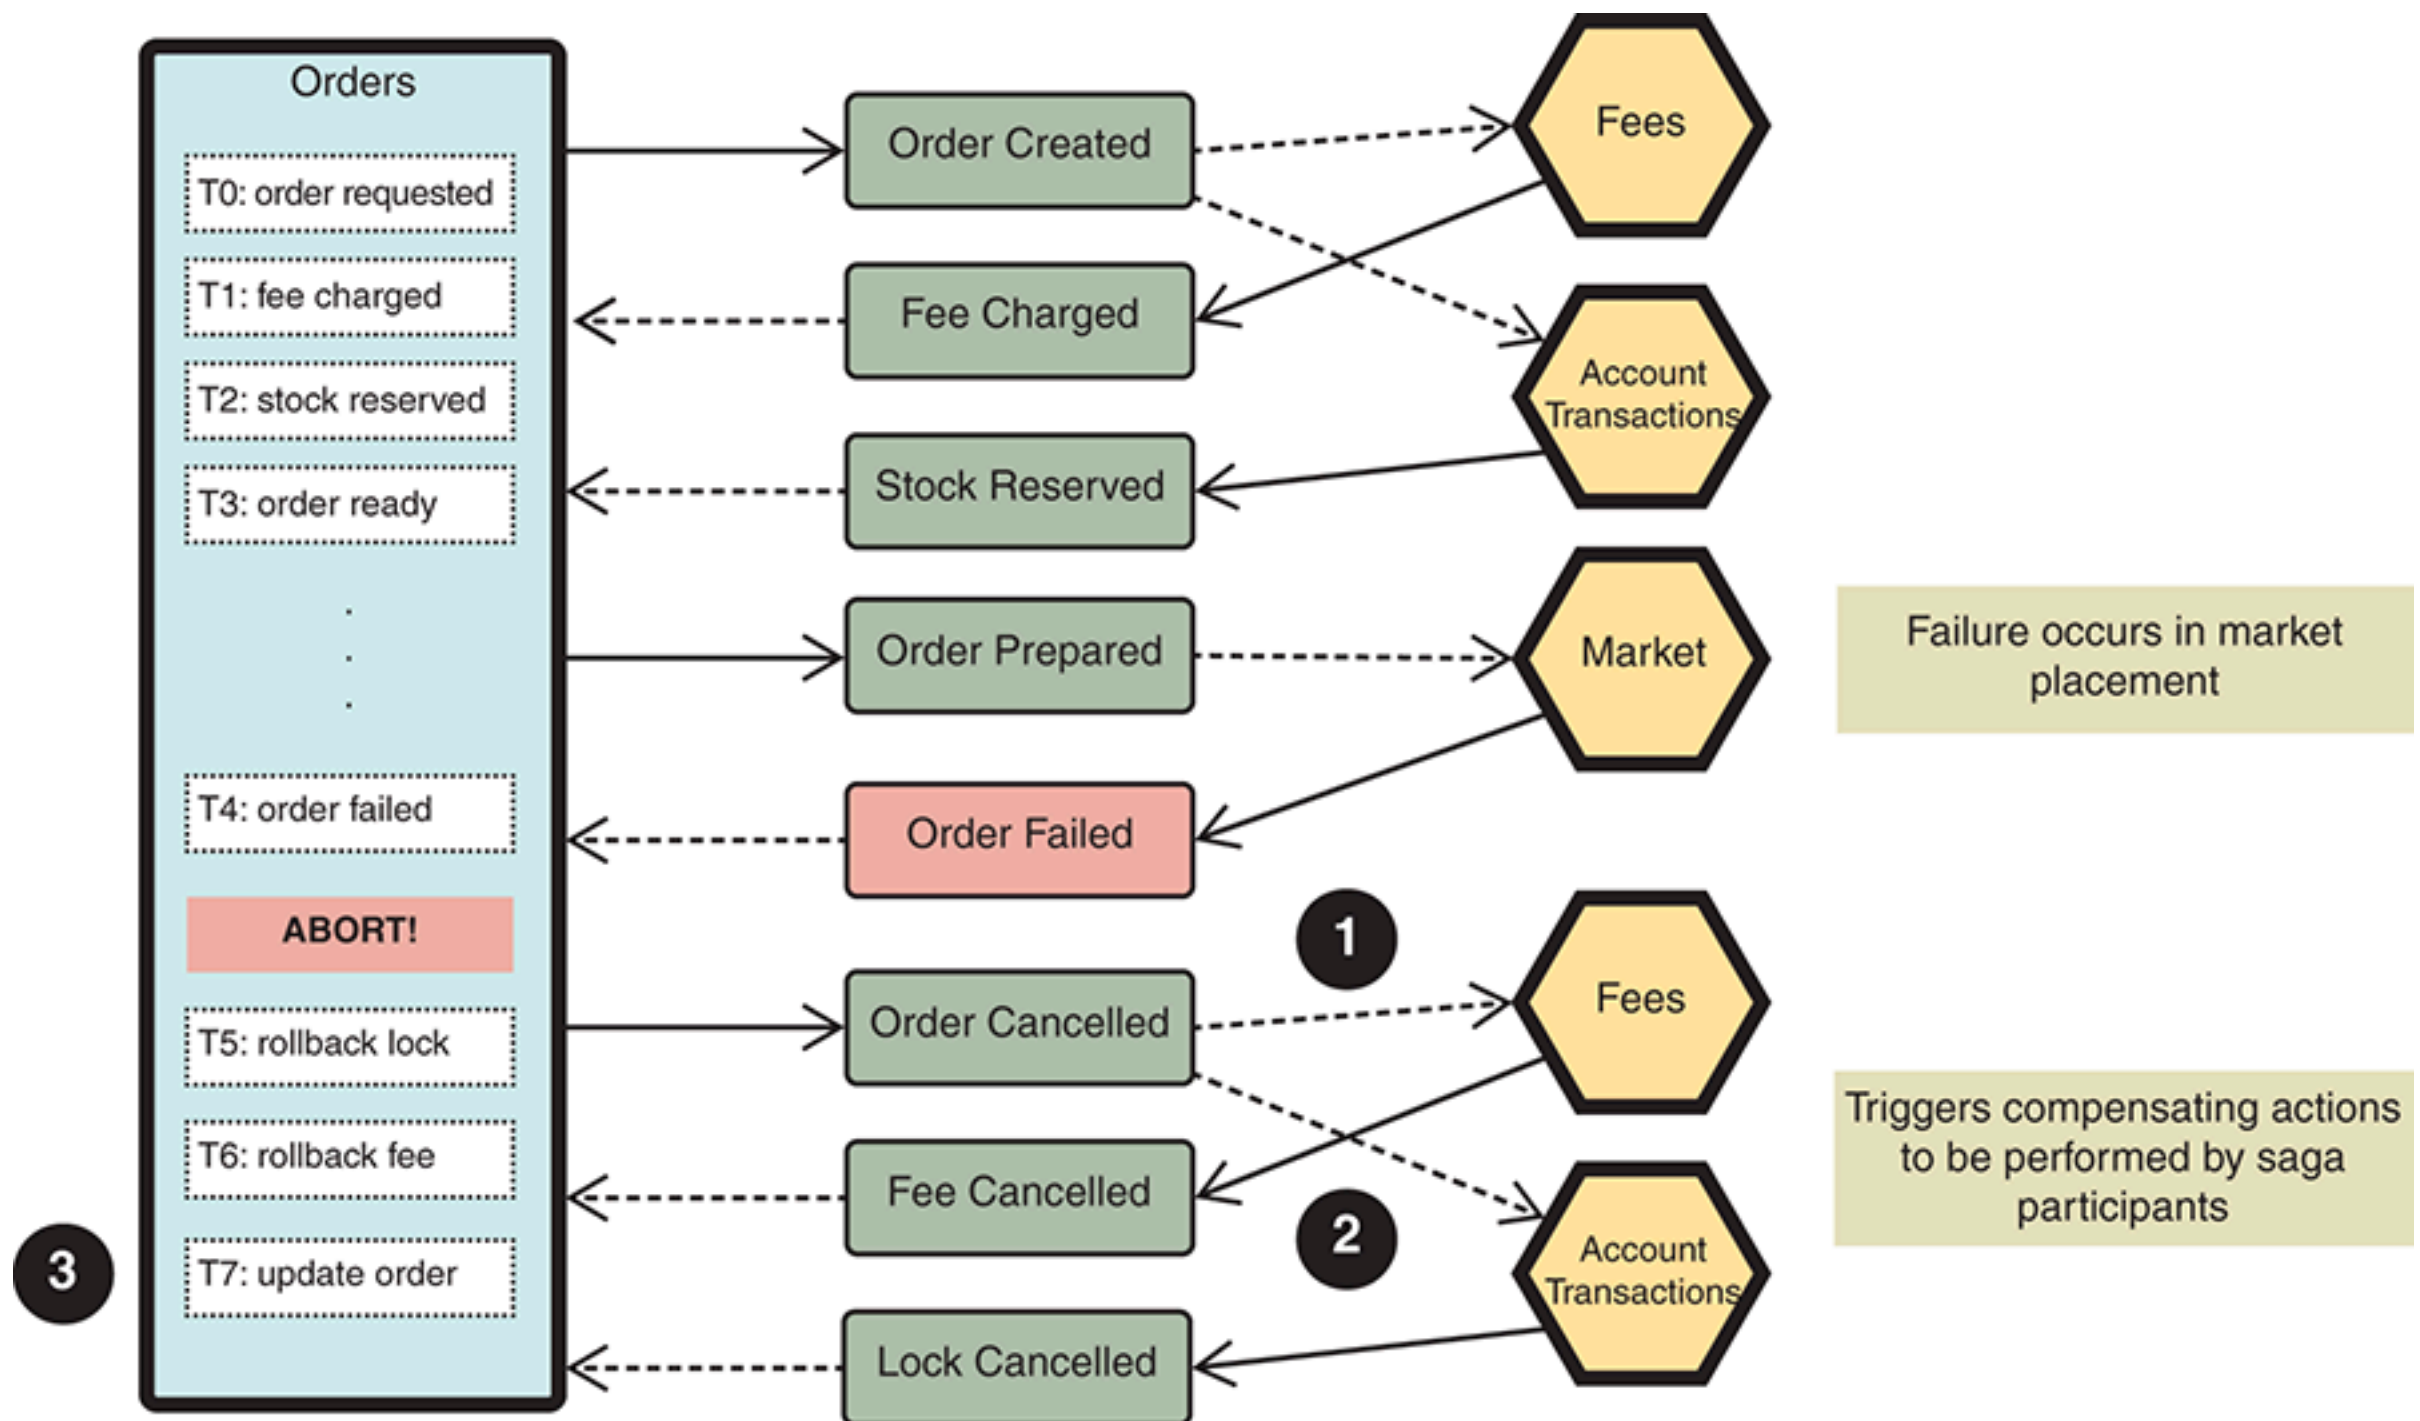 Orders
T0: order requested
T1: fee charged
T2: stock reserved
T3: order ready
.
.
.
T4: order failed
ABORT!
T5: rollback lock
T6: rollback fee
T7: update order
3
Order Created
Fee Charged
Stock Reserved
Order Prepared
Order Failed
Order Cancelled
Fee Cancelled
Lock Cancelled
1
2
Fees
Account
Transactions
Market
Fees
Account
Transactions
Failure occurs in market
placement
Triggers compensating actions
to be performed by saga
participants